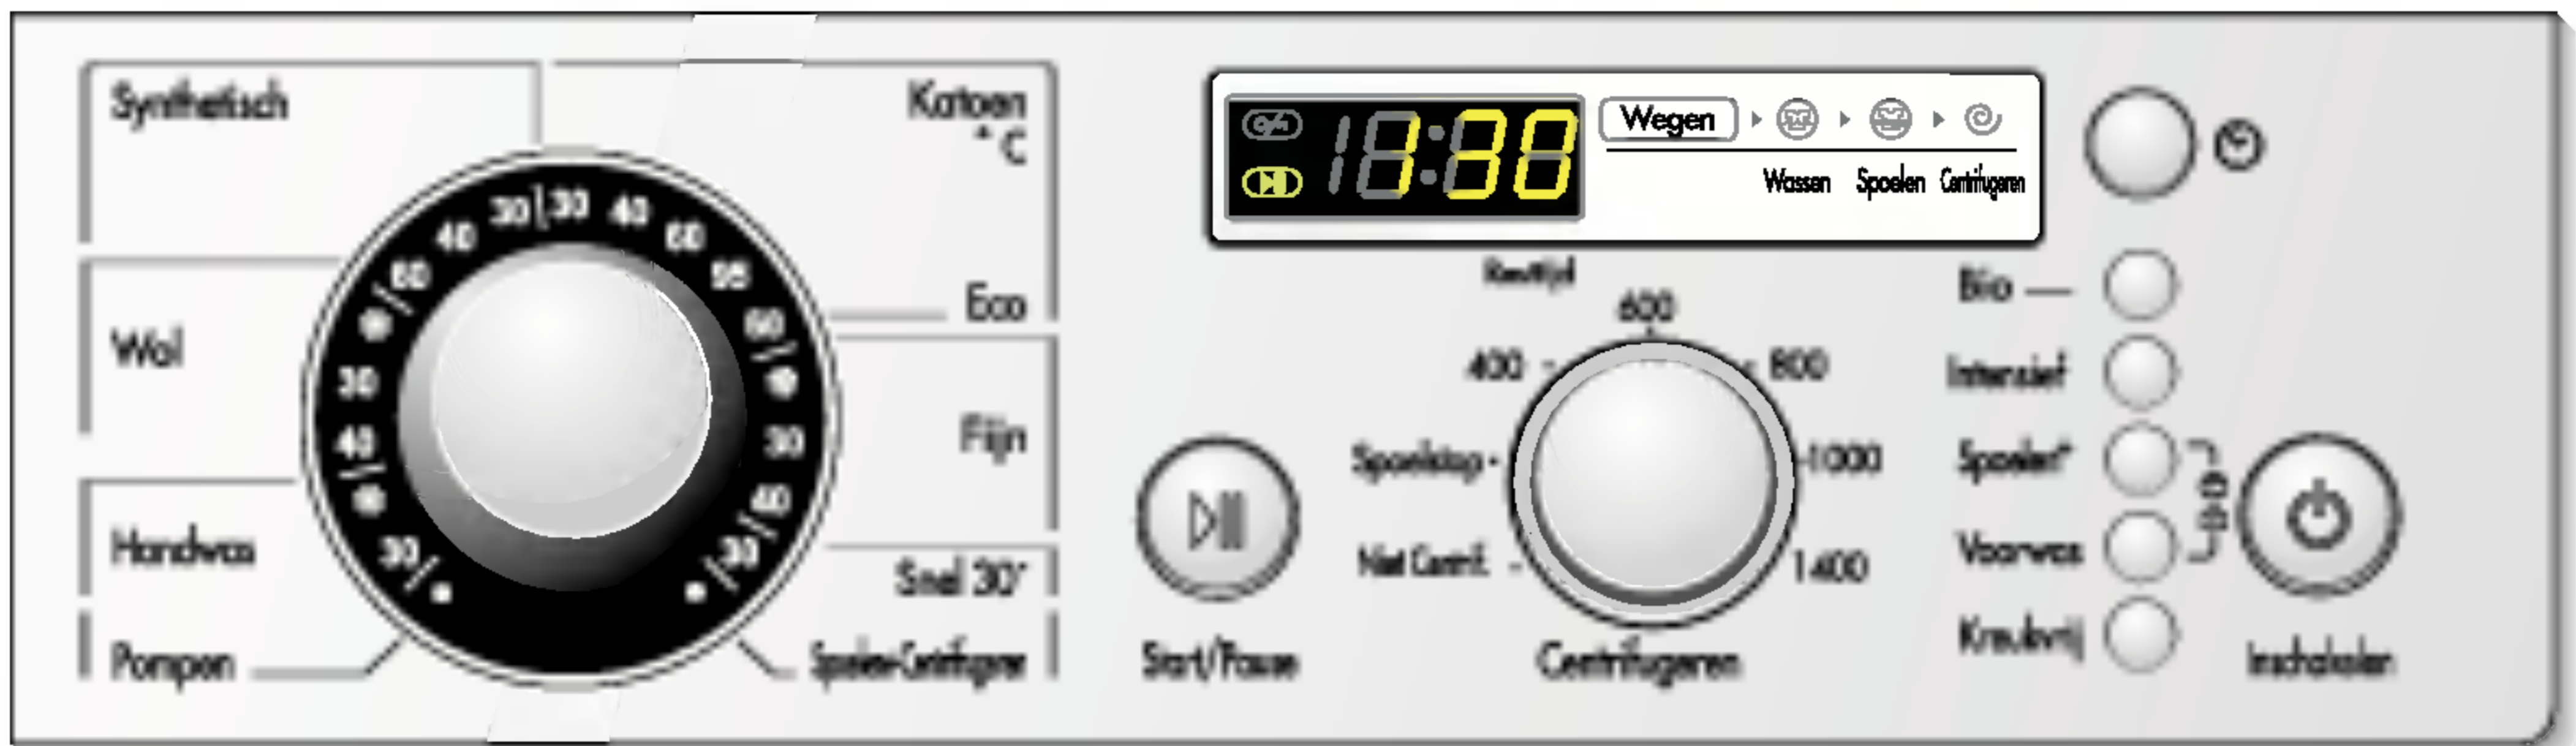 Synthetisch
Katoen
°C
Eco
Wol
Fijn
Handwas
Snel 30'
Pompen
Spoelen-Centrifugeren
30 30 40 60 95 60
40
60
30
40
30
30
40
30
1:30
Wegen
Wassen Spoelen Centrifugeren
Resttijd
600
400 800
Spoelstop 1000
Niet Centrif. 1400
Centrifugeren
Start/Pause
Bio
Intensief
Spoelen+
Voorwas
Kreukvrij
Inschakelen